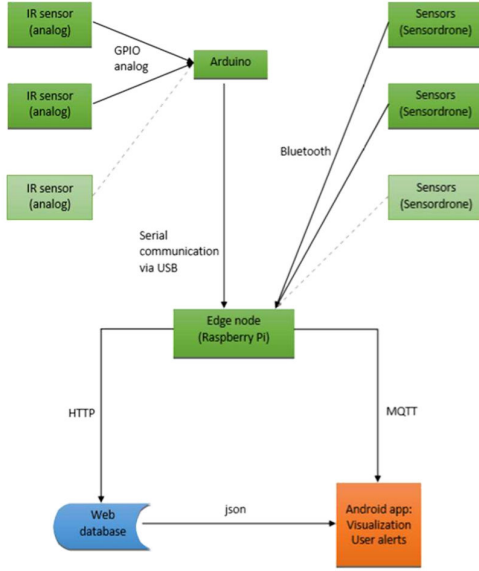 IR sensor
(analog)
GPIO
analog
Arduino
Sensors
(Sensordrone)
IR sensor
(analog)
Sensors
(Sensordrone)
Bluetooth
IR sensor
(analog)
Sensors
(Sensordrone)
Serial
communication
via USB
Edge node
(Raspberry Pi)
HTTP
MQTT
Web
database
json
Android app:
Visualization
User alerts